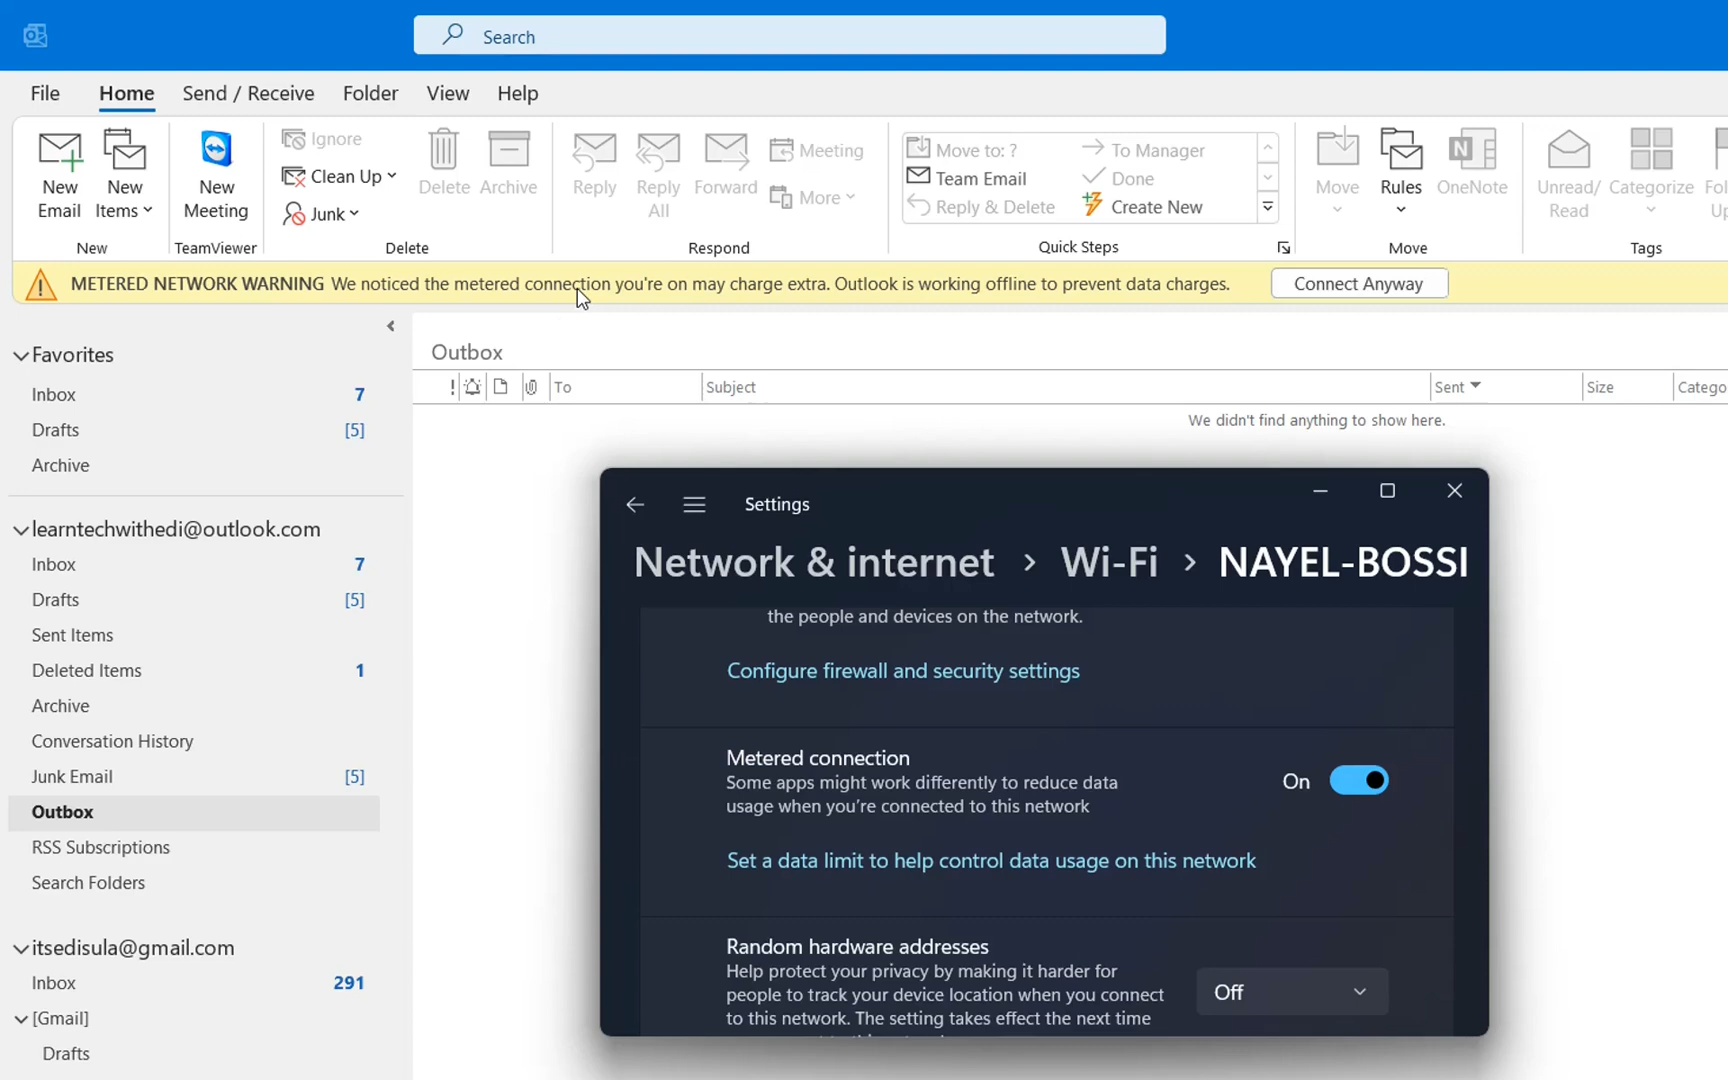 Search
File Home Send / Receive Folder View Help
New Email
New Items
New
New Meeting
TeamViewer
Ignore
Clean Up
Junk
Delete
Archive
Delete
Reply
Reply All
Forward
Meeting
More
Respond
Move to: ?
Team Email
Reply & Delete
To Manager
Done
Create New
Quick Steps
Move
Rules
OneNote
Move
Unread/ Read
Categorize
Tags
METERED NETWORK WARNING We noticed the metered connection you're on may charge extra. Outlook is working offline to prevent data charges. Connect Anyway
Favorites
Inbox 7
Drafts [5]
Archive
learntechwithedi@outlook.com
Inbox 7
Drafts [5]
Sent Items
Deleted Items 1
Archive
Conversation History
Junk Email [5]
Outbox
RSS Subscriptions
Search Folders
itsedisula@gmail.com
Inbox 291
[Gmail]
Drafts
Outbox
! To Subject Sent Size Catego
We didn't find anything to show here.
Settings
Network & internet > Wi-Fi > NAYEL-BOSSI
the people and devices on the network.
Configure firewall and security settings
Metered connection
Some apps might work differently to reduce data
usage when you're connected to this network
On
Set a data limit to help control data usage on this network
Random hardware addresses
Help protect your privacy by making it harder for
people to track your device location when you connect
to this network. The setting takes effect the next time
Off